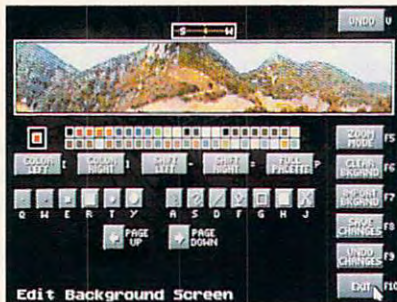 S W
UNDO U
ZOOM MODE F5
COLOR LEFT [ COLOR RIGHT ] SHIFT LEFT - SHIFT RIGHT = FULL PALETTE P
CLEAR BKGRND F6
IMPORT BKGRND F7
Q W E R T Y A S D F G H J
SAVE CHANGES F8
PAGE UP PAGE DOWN
UNDO CHANGES F9
Edit Background Screen
EXIT F10